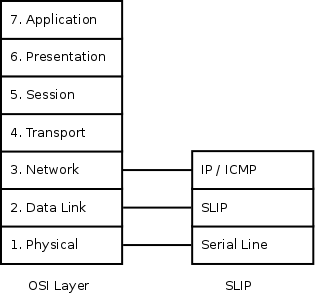 7. Application
6. Presentation
5. Session
4. Transport
3. Network
IP / ICMP
2. Data Link
SLIP
1. Physical
Serial Line
OSI Layer
SLIP